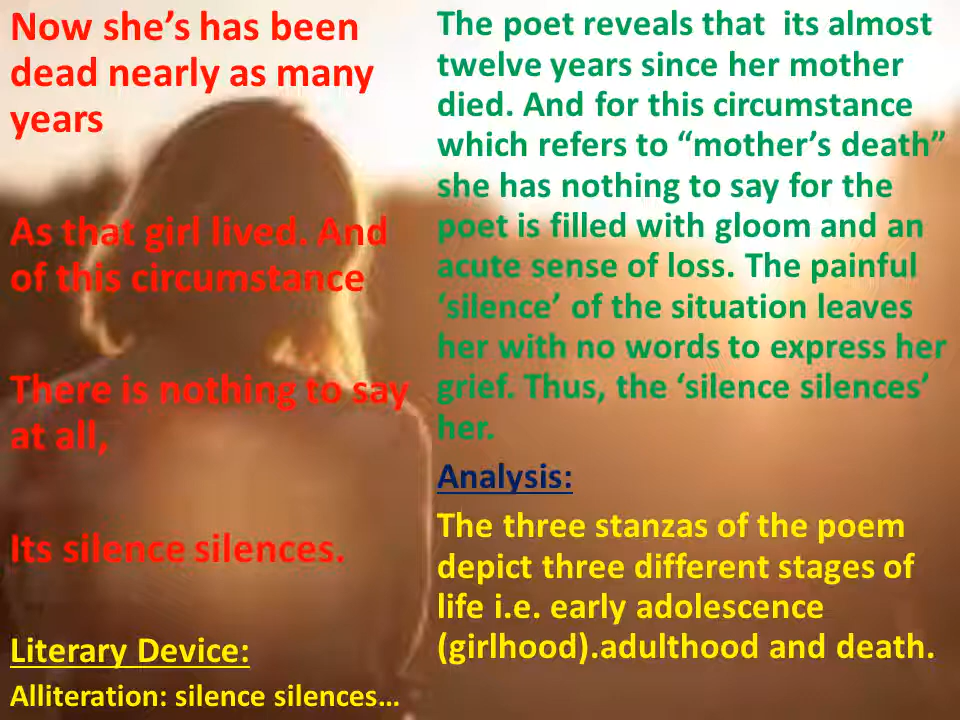 Now she's has been
dead nearly as many
years
As that girl lived. And
of this circumstance
There is nothing to say
at all,
Its silence silences.
Literary Device:
Alliteration: silence silences…
The poet reveals that  its almost
twelve years since her mother
died. And for this circumstance
which refers to “mother’s death”
she has nothing to say for the
poet is filled with gloom and an
acute sense of loss. The painful
‘silence’ of the situation leaves
her with no words to express her
grief. Thus, the ‘silence silences’
her.
Analysis:
The three stanzas of the poem
depict three different stages of
life i.e. early adolescence
(girlhood).adulthood and death.